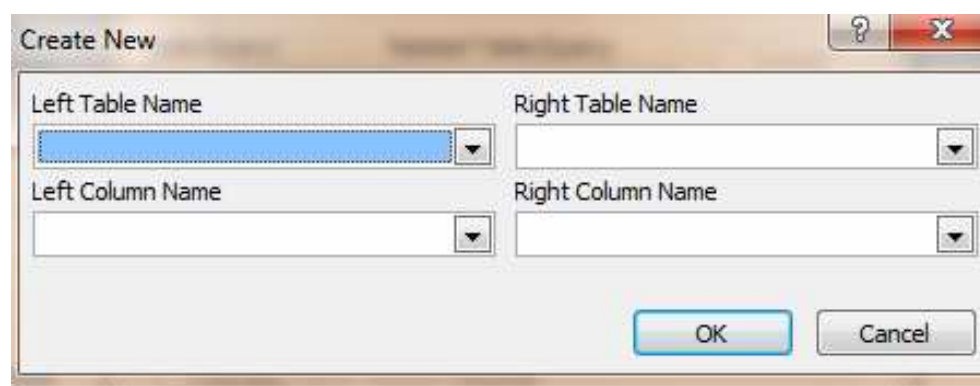 Create New
?
Left Table Name
Right Table Name
Left Column Name
Right Column Name
OK
Cancel